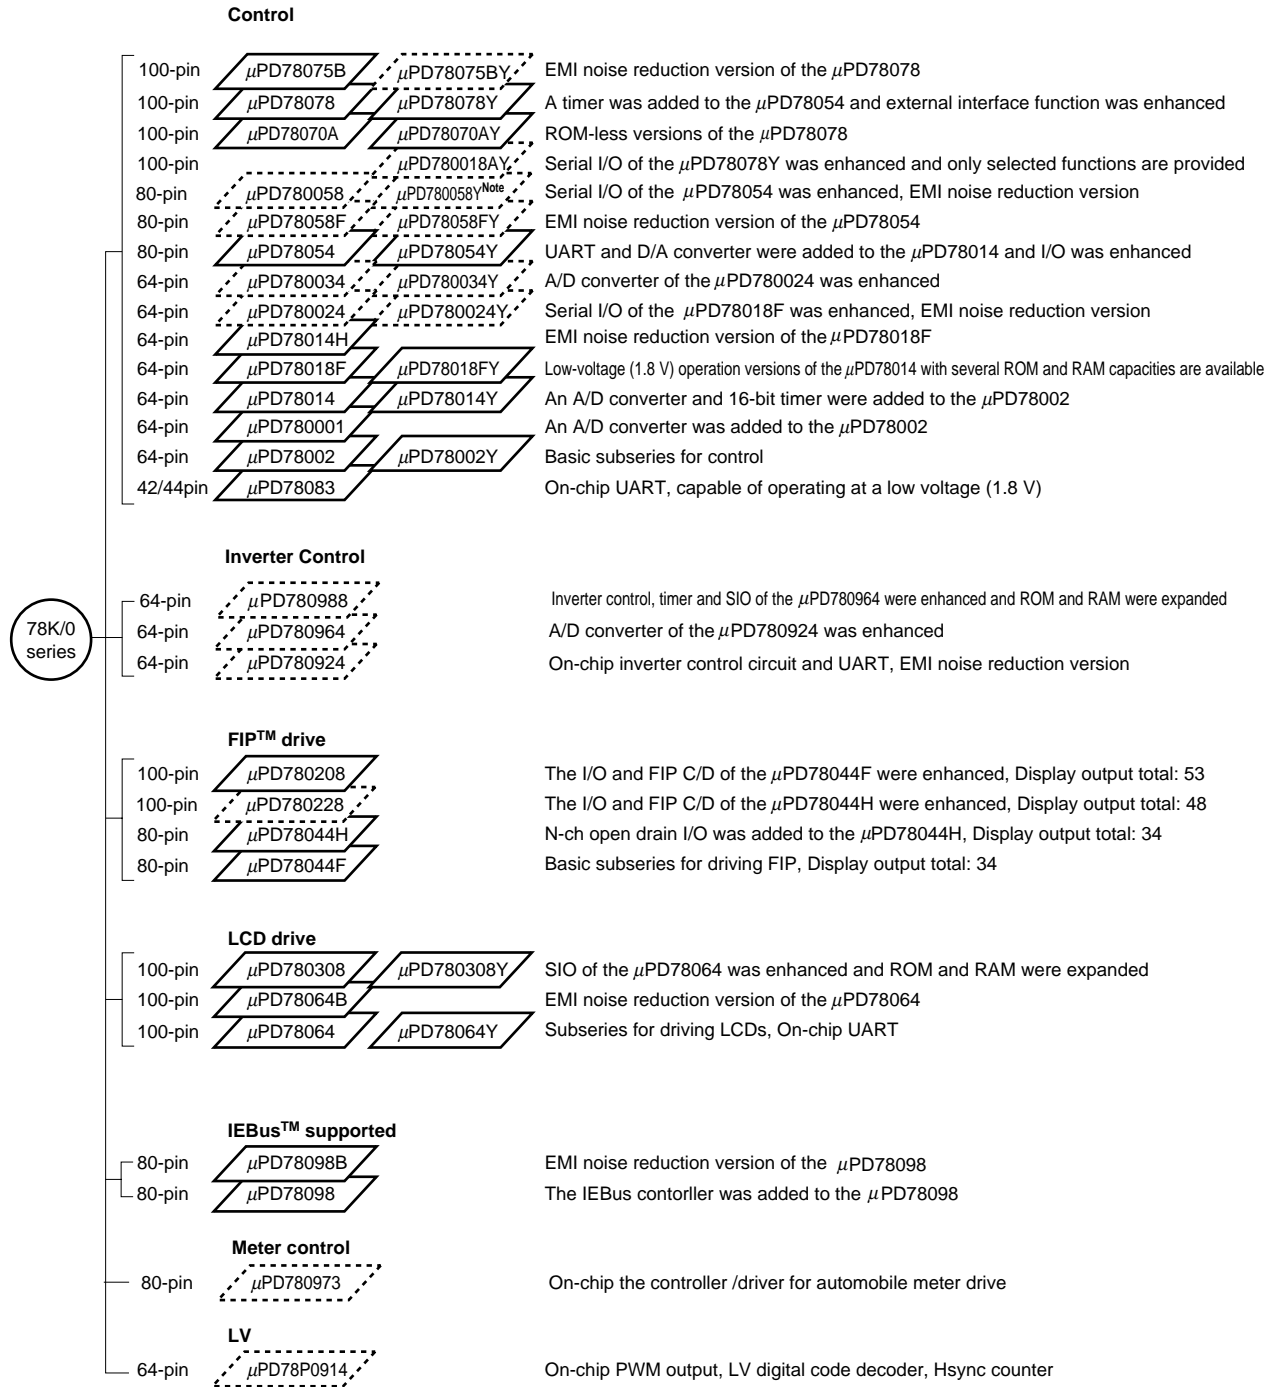 Control
100-pin μPD78075B μPD78075BY EMI noise reduction version of the μPD78078
100-pin μPD78078 μPD78078Y A timer was added to the μPD78054 and external interface function was enhanced
100-pin μPD78070A μPD78070AY ROM-less versions of the μPD78078
100-pin μPD780018AY Serial I/O of the μPD78078Y was enhanced and only selected functions are provided
80-pin μPD780058 μPD780058Y Note Serial I/O of the μPD78054 was enhanced, EMI noise reduction version
80-pin μPD78058F μPD78058FY EMI noise reduction version of the μPD78054
80-pin μPD78054 μPD78054Y UART and D/A converter were added to the μPD78014 and I/O was enhanced
64-pin μPD780034 μPD780034Y A/D converter of the μPD780024 was enhanced
64-pin μPD780024 μPD780024Y Serial I/O of the μPD78018F was enhanced, EMI noise reduction version
64-pin μPD78014H EMI noise reduction version of the μPD78018F
64-pin μPD78018F μPD78018FY Low-voltage (1.8 V) operation versions of the μPD78014 with several ROM and RAM capacities are available
64-pin μPD78014 μPD78014Y An A/D converter and 16-bit timer were added to the μPD78002
64-pin μPD780001 An A/D converter was added to the μPD78002
64-pin μPD78002 μPD78002Y Basic subseries for control
42/44pin μPD78083 On-chip UART, capable of operating at a low voltage (1.8 V)
Inverter Control
64-pin μPD780988 Inverter control, timer and SIO of the μPD780964 were enhanced and ROM and RAM were expanded
78K/0 series
64-pin μPD780964 A/D converter of the μPD780924 was enhanced
64-pin μPD780924 On-chip inverter control circuit and UART, EMI noise reduction version
FIP™ drive
100-pin μPD780208 The I/O and FIP C/D of the μPD78044F were enhanced, Display output total: 53
100-pin μPD780228 The I/O and FIP C/D of the μPD78044H were enhanced, Display output total: 48
80-pin μPD78044H N-ch open drain I/O was added to the μPD78044H, Display output total: 34
80-pin μPD78044F Basic subseries for driving FIP, Display output total: 34
LCD drive
100-pin μPD780308 μPD780308Y SIO of the μPD78064 was enhanced and ROM and RAM were expanded
100-pin μPD78064B EMI noise reduction version of the μPD78064
100-pin μPD78064 μPD78064Y Subseries for driving LCDs, On-chip UART
IEBus™ supported
80-pin μPD78098B EMI noise reduction version of the μPD78098
80-pin μPD78098 The IEBus contorller was added to the μPD78098
Meter control
80-pin μPD780973 On-chip the controller /driver for automobile meter drive
LV
64-pin μPD78P0914 On-chip PWM output, LV digital code decoder, Hsync counter